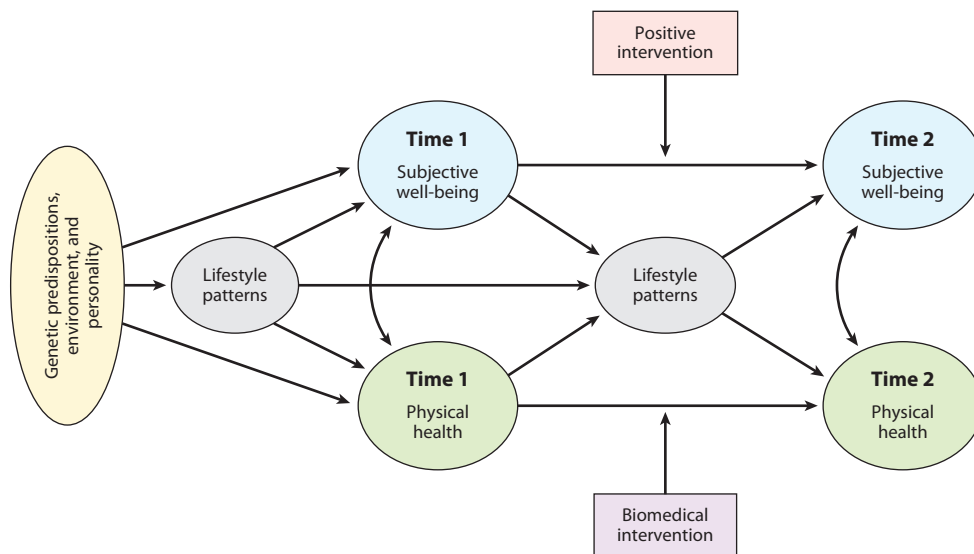 Positive
intervention
Time 1
Subjective
well-being
Time 2
Subjective
well-being
Genetic predispositions,
environment, and
personality
Lifestyle
patterns
Lifestyle
patterns
Time 1
Physical
health
Time 2
Physical
health
Biomedical
intervention